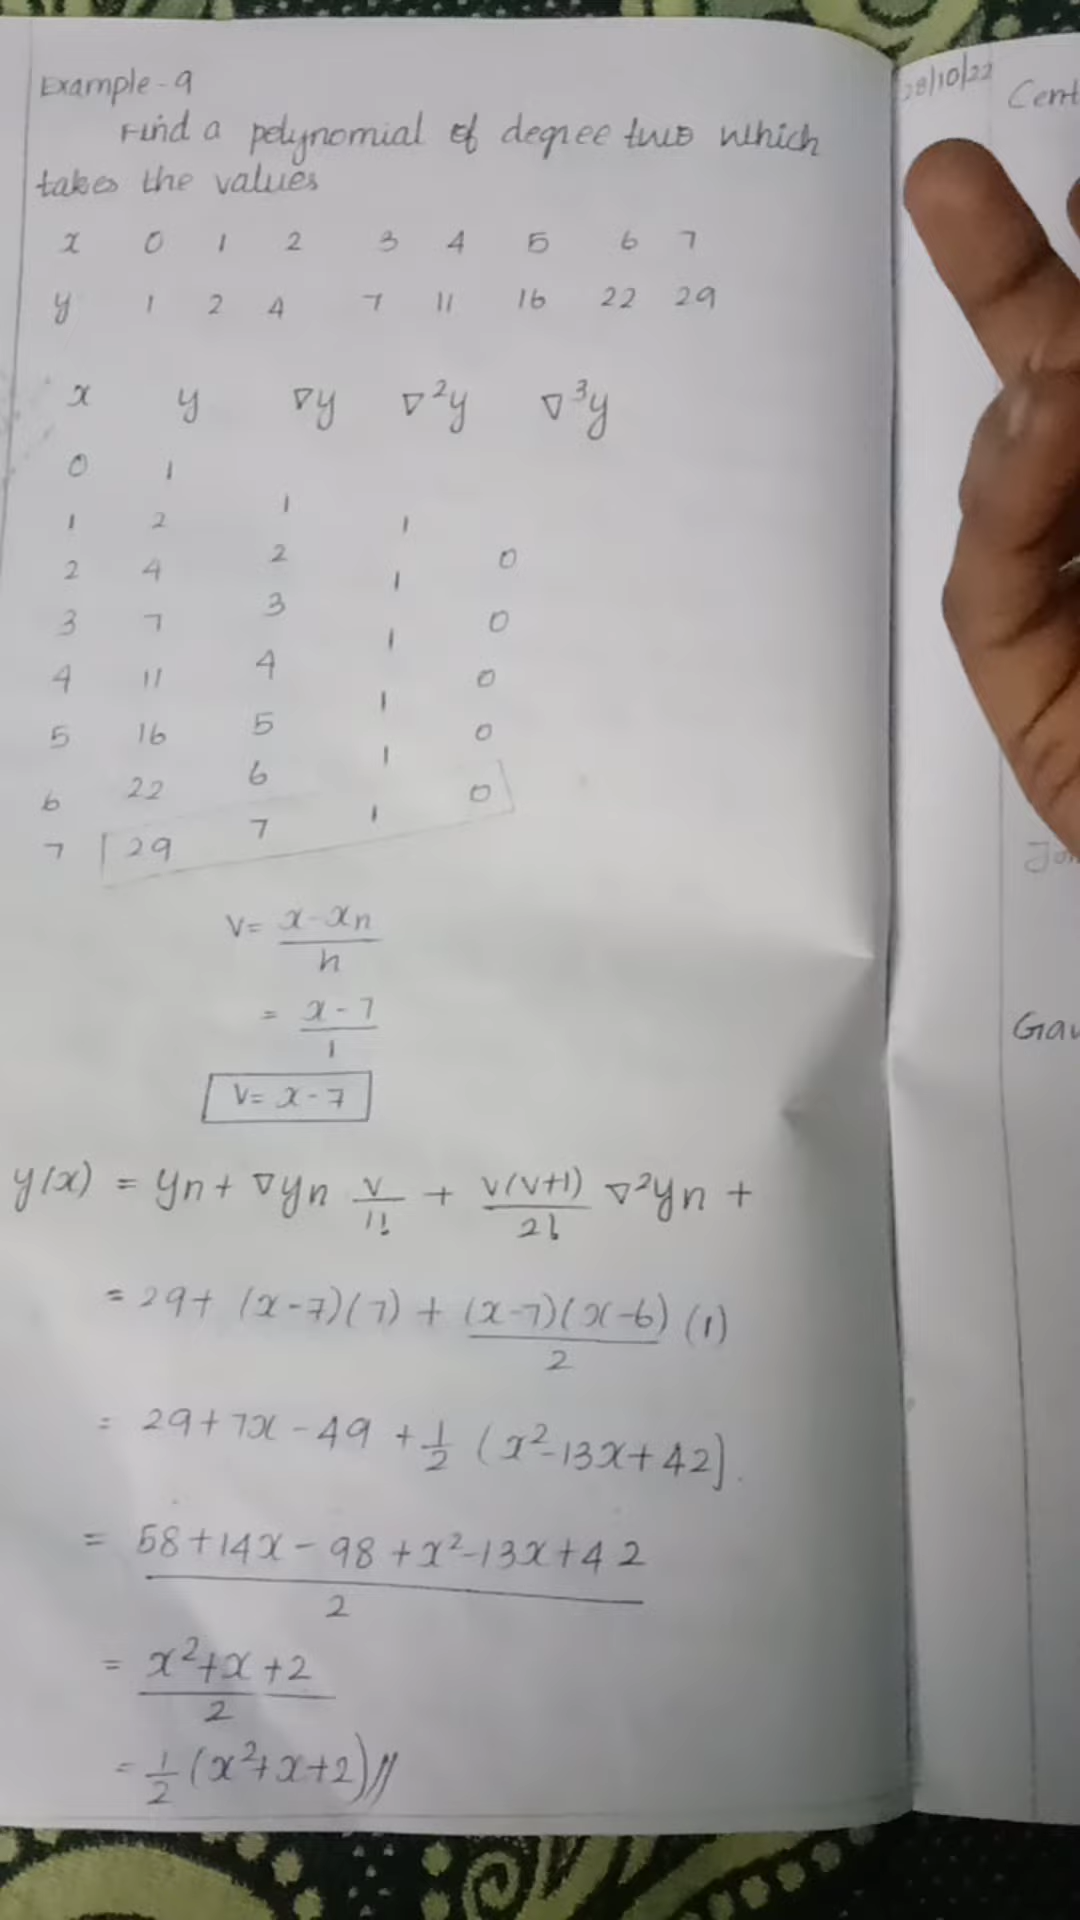 Example-9
Find a polynomial of degree two which
takes the values
x 0 1 2 3 4 5 6 7
y 1 2 4 7 11 16 22 29
x y ∇y ∇²y ∇³y
0 1
1
1 2 1
2 0
2 4 1
3 0
3 7 1
4 0
4 11 1
5 0
5 16 1
6 0
6 22 1
7
7 29
v = x - xn / h
= x - 7 / 1
v = x - 7
y(x) = yn + ∇yn v/1! + v(v+1)/2! ∇²yn +
= 29 + (x-7)(7) + (x-7)(x-6)/2 (1)
= 29 + 7x - 49 + 1/2 (x² - 13x + 42]
= 58 + 14x - 98 + x² - 13x + 42 / 2
= x² + x + 2 / 2
= 1/2 (x² + x + 2)//
28/10/22
Cent
Gau